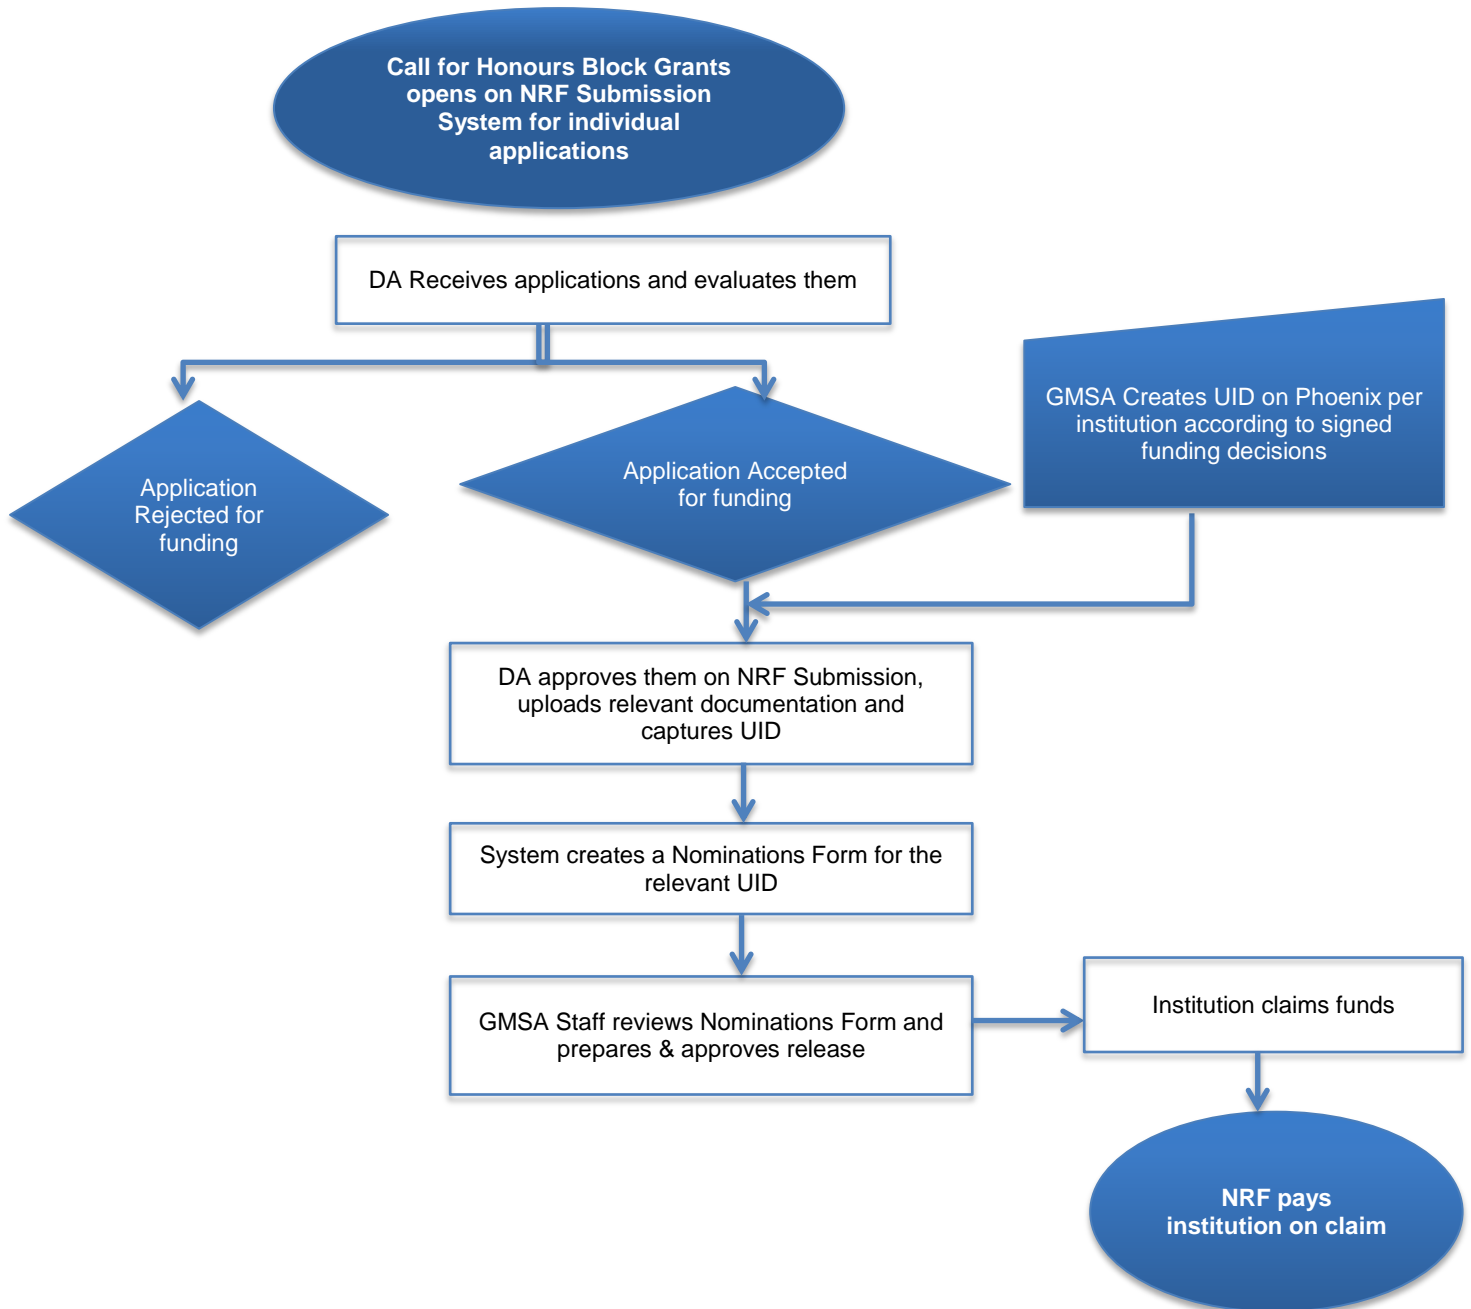 Call for Honours Block Grants
opens on NRF Submission
System for individual
applications
DA Receives applications and evaluates them
GMSA Creates UID on Phoenix per
institution according to signed
funding decisions
Application
Rejected for
funding
Application Accepted
for funding
DA approves them on NRF Submission,
uploads relevant documentation and
captures UID
System creates a Nominations Form for the
relevant UID
GMSA Staff reviews Nominations Form and
prepares & approves release
Institution claims funds
NRF pays
institution on claim